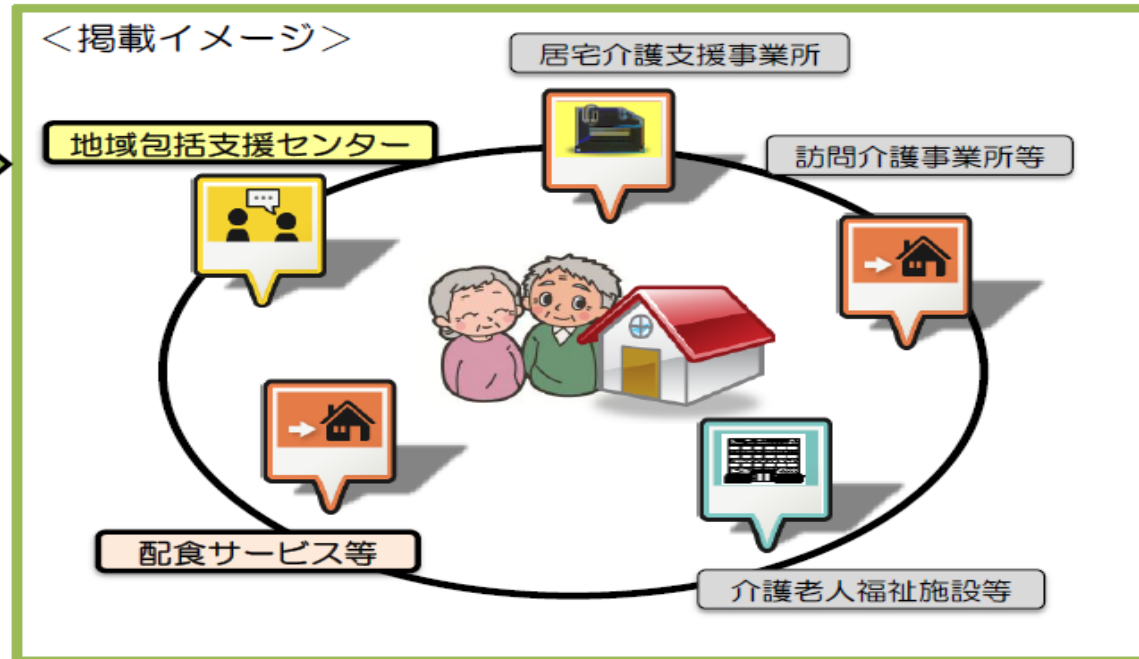 ＜掲載イメージ＞
居宅介護支援事業所
地域包括支援センター
訪問介護事業所等
配食サービス等
介護老人福祉施設等